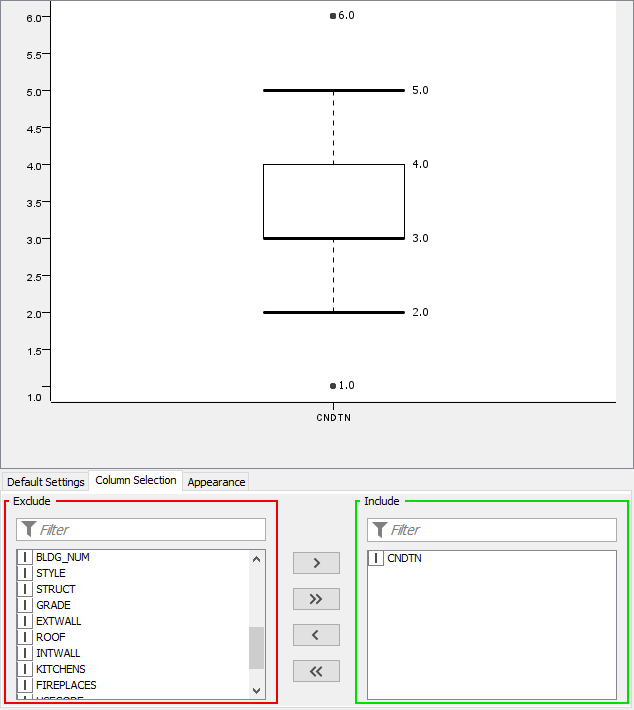 6.0
6.0
5.5
5.0
5.0
4.5
4.0
4.0
3.5
3.0
3.0
2.5
2.0
2.0
1.5
1.0
1.0
CNDTN
Default Settings Column Selection Appearance
Exclude
Filter
BLDG_NUM
STYLE
STRUCT
GRADE
EXTWALL
ROOF
INTWALL
KITCHENS
FIREPLACES
USECODE
>
>>
<
<<
Include
Filter
CNDTN